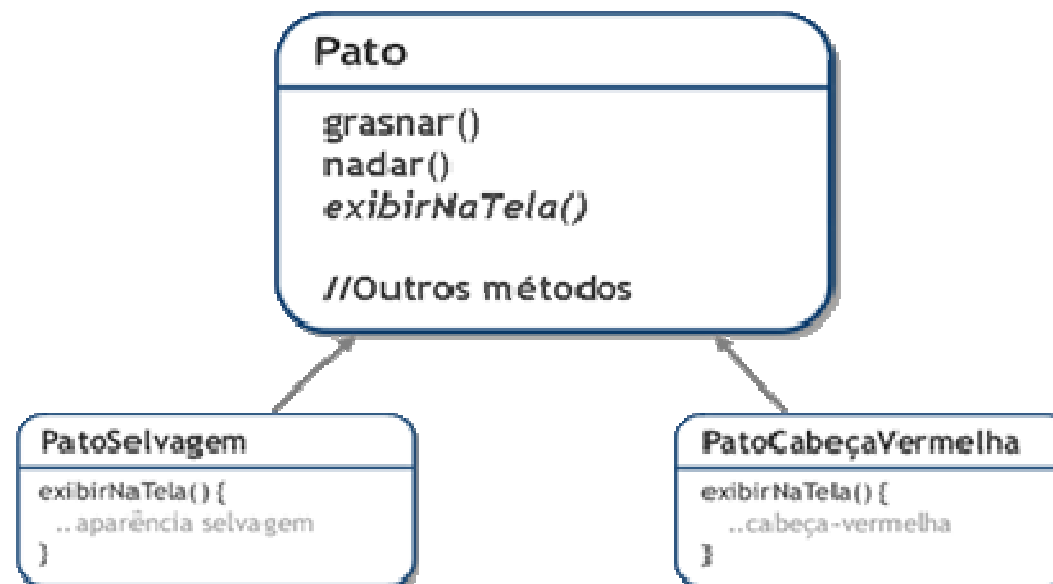 Pato
grasnar()
nadar()
exibirNaTela()
//Outros métodos
PatoSelvagem
exibirNaTela() {
..aparência selvagem
}
PatoCabeçaVermelha
exibirNaTela() {
..cabeça-vermelha
}